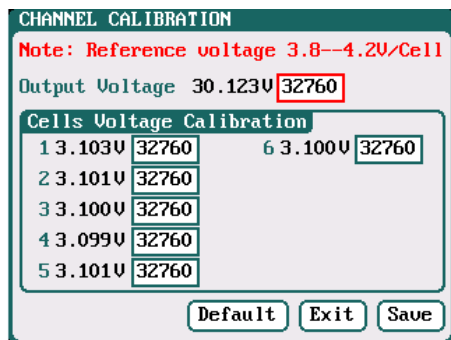 CHANNEL CALIBRATION
Note: Reference voltage 3.8--4.2V/Cell
Output Voltage 30.123V 32760
Cells Voltage Calibration
1 3.103V 32760 6 3.100V 32760
2 3.101V 32760
3 3.100V 32760
4 3.099V 32760
5 3.101V 32760
Default Exit Save